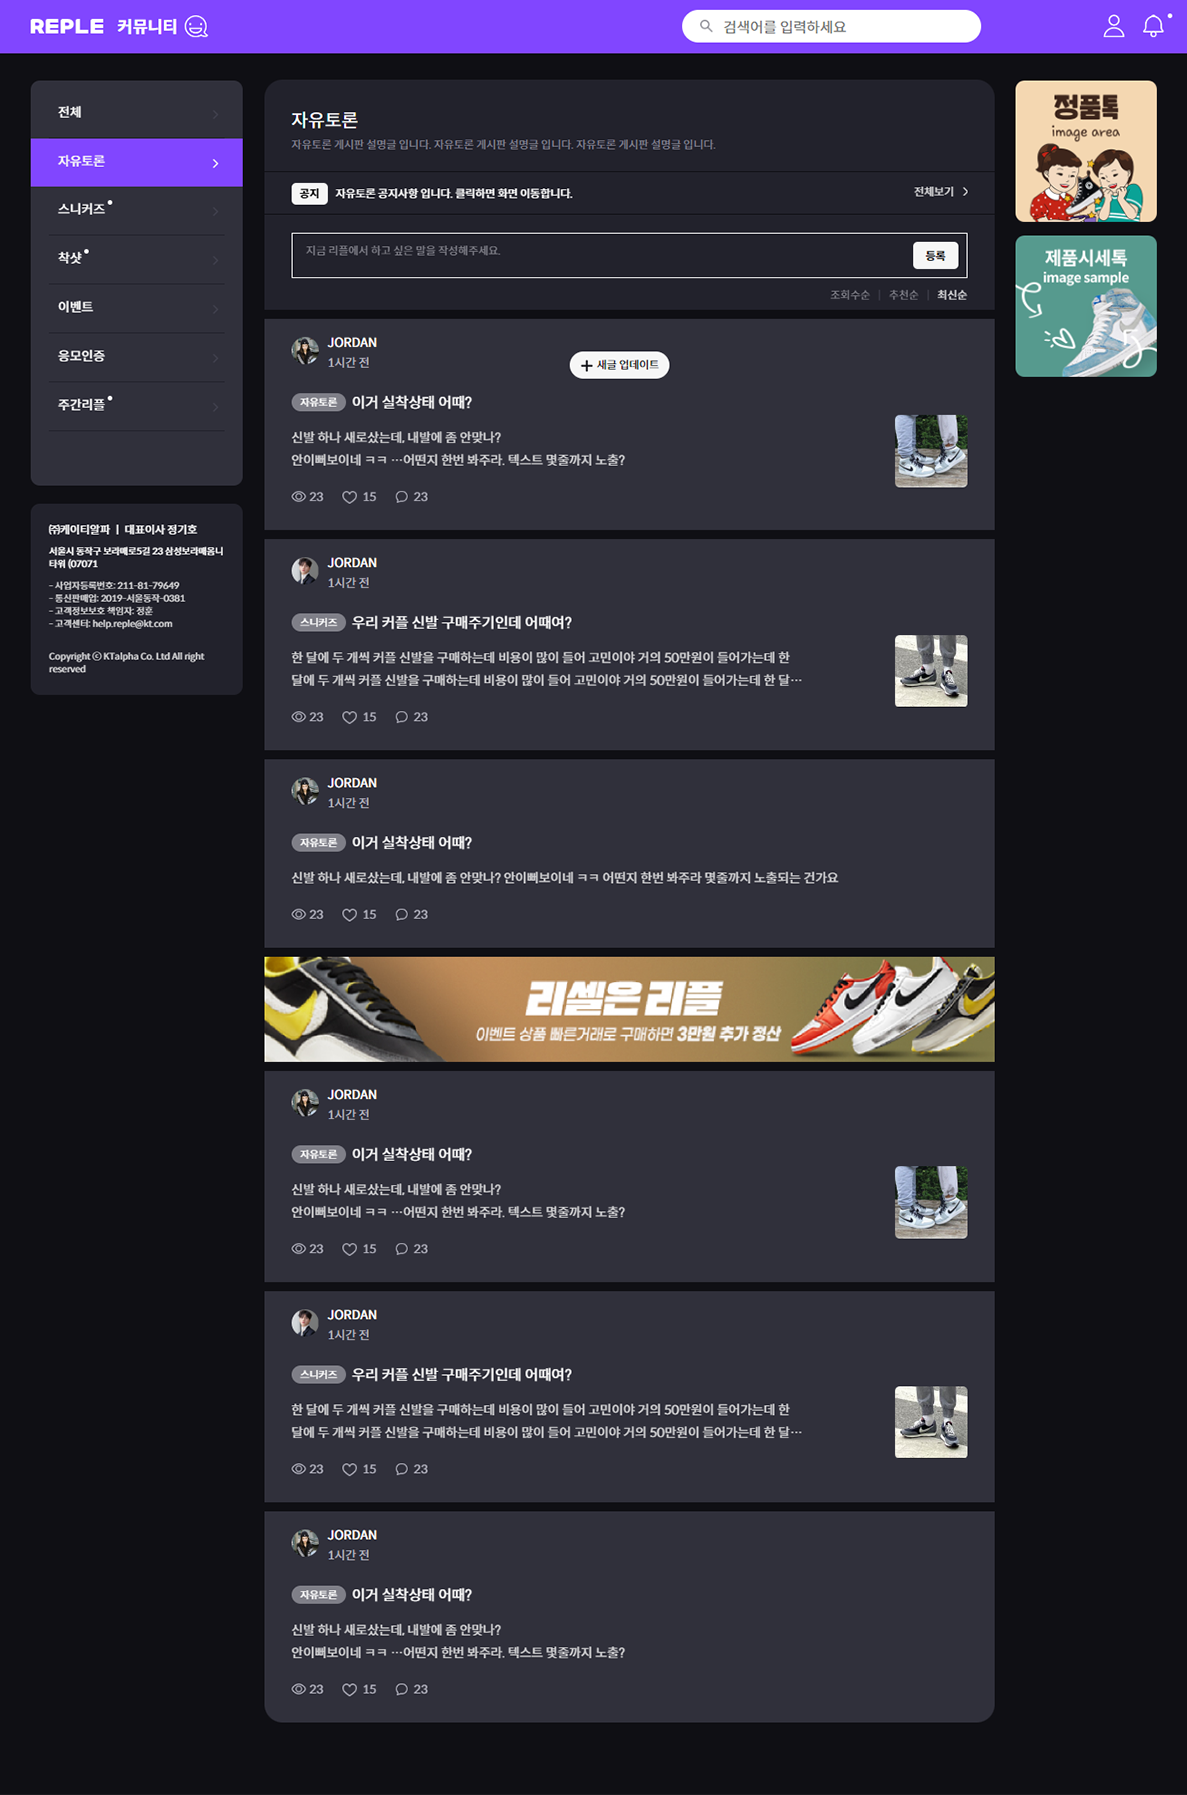 REPLE 커뮤니티
검색어를 입력하세요
전체
자유토론
스니커즈
착샷
이벤트
응모인증
주간리플
㈜케이티알파 | 대표이사 정기호
서울시 동작구 보라매로5길 23 삼성보라매옴니
타워 (07071
- 사업자등록번호: 211-81-79649
- 통신판매업: 2019-서울동작-0381
- 고객정보보호 책임자: 정훈
- 고객센터: help.reple@kt.com
Copyright ⓒ KTalpha Co. Ltd All right
reserved
자유토론
자유토론 게시판 설명글 입니다. 자유토론 게시판 설명글 입니다. 자유토론 게시판 설명글 입니다.
공지 자유토론 공지사항 입니다. 클릭하면 화면 이동합니다. 전체보기
지금 리플에서 하고 싶은 말을 작성해주세요. 등록
조회수순 | 추천순 | 최신순
JORDAN
1시간 전
+ 새글 업데이트
자유토론 이거 실착상태 어때?
신발 하나 새로샀는데, 내발에 좀 안맞나?
안이뻐보이네 ㅋㅋ …어떤지 한번 봐주라. 텍스트 몇줄까지 노출?
23 15 23
JORDAN
1시간 전
스니커즈 우리 커플 신발 구매주기인데 어때여?
한 달에 두 개씩 커플 신발을 구매하는데 비용이 많이 들어 고민이야 거의 50만원이 들어가는데 한
달에 두 개씩 커플 신발을 구매하는데 비용이 많이 들어 고민이야 거의 50만원이 들어가는데 한 달…
23 15 23
JORDAN
1시간 전
자유토론 이거 실착상태 어때?
신발 하나 새로샀는데, 내발에 좀 안맞나? 안이뻐보이네 ㅋㅋ 어떤지 한번 봐주라 몇줄까지 노출되는 건가요
23 15 23
리셀은 리플
이벤트 상품 빠른거래로 구매하면 3만원 추가 정산
JORDAN
1시간 전
자유토론 이거 실착상태 어때?
신발 하나 새로샀는데, 내발에 좀 안맞나?
안이뻐보이네 ㅋㅋ …어떤지 한번 봐주라. 텍스트 몇줄까지 노출?
23 15 23
JORDAN
1시간 전
스니커즈 우리 커플 신발 구매주기인데 어때여?
한 달에 두 개씩 커플 신발을 구매하는데 비용이 많이 들어 고민이야 거의 50만원이 들어가는데 한
달에 두 개씩 커플 신발을 구매하는데 비용이 많이 들어 고민이야 거의 50만원이 들어가는데 한 달…
23 15 23
JORDAN
1시간 전
자유토론 이거 실착상태 어때?
신발 하나 새로샀는데, 내발에 좀 안맞나?
안이뻐보이네 ㅋㅋ …어떤지 한번 봐주라. 텍스트 몇줄까지 노출?
23 15 23
정품톡
image area
제품시세톡
image sample